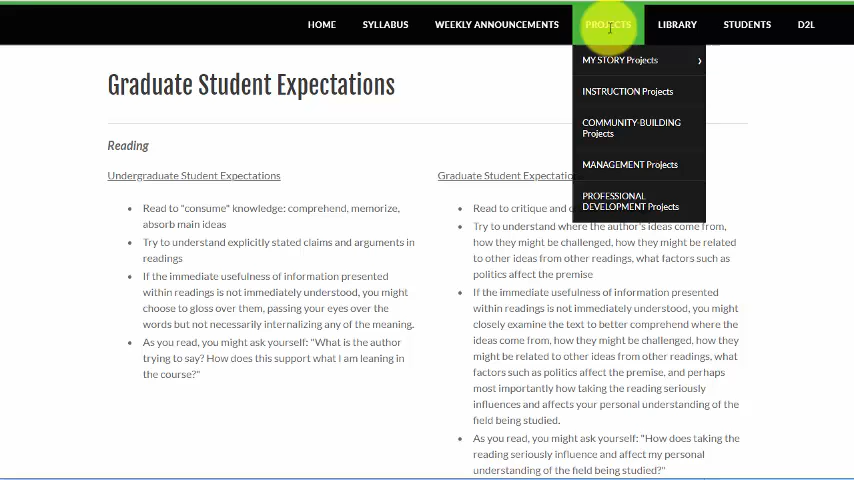 HOME SYLLABUS WEEKLY ANNOUNCEMENTS PROJECTS LIBRARY STUDENTS D2L
MY STORY Projects
INSTRUCTION Projects
COMMUNITY-BUILDING
Projects
MANAGEMENT Projects
PROFESSIONAL
DEVELOPMENT Projects
Graduate Student Expectations
Reading
Undergraduate Student Expectations
Read to "consume" knowledge: comprehend, memorize,
absorb main ideas
Try to understand explicitly stated claims and arguments in
readings
If the immediate usefulness of information presented
within readings is not immediately understood, you might
choose to gloss over them, passing your eyes over the
words but not necessarily internalizing any of the meaning.
As you read, you might ask yourself: "What is the author
trying to say? How does this support what I am leaning in
the course?"
Graduate Student
Read to critique and
Try to understand where the author's ideas come from,
how they might be challenged, how they might be related
to other ideas from other readings, what factors such as
politics affect the premise
If the immediate usefulness of information presented
within readings is not immediately understood, you might
closely examine the text to better comprehend where the
ideas come from, how they might be challenged, how they
might be related to other ideas from other readings, what
factors such as politics affect the premise, and perhaps
most importantly how taking the reading seriously
influences and affects your personal understanding of the
field being studied.
As you read, you might ask yourself: "How does taking the
reading seriously influence and affect my personal
understanding of the field being studied?"